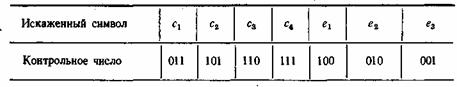 Искаженный символ c₁ c₂ c₃ c₄ e₁ e₂ e₃
Контрольное число 011 101 110 111 100 010 001